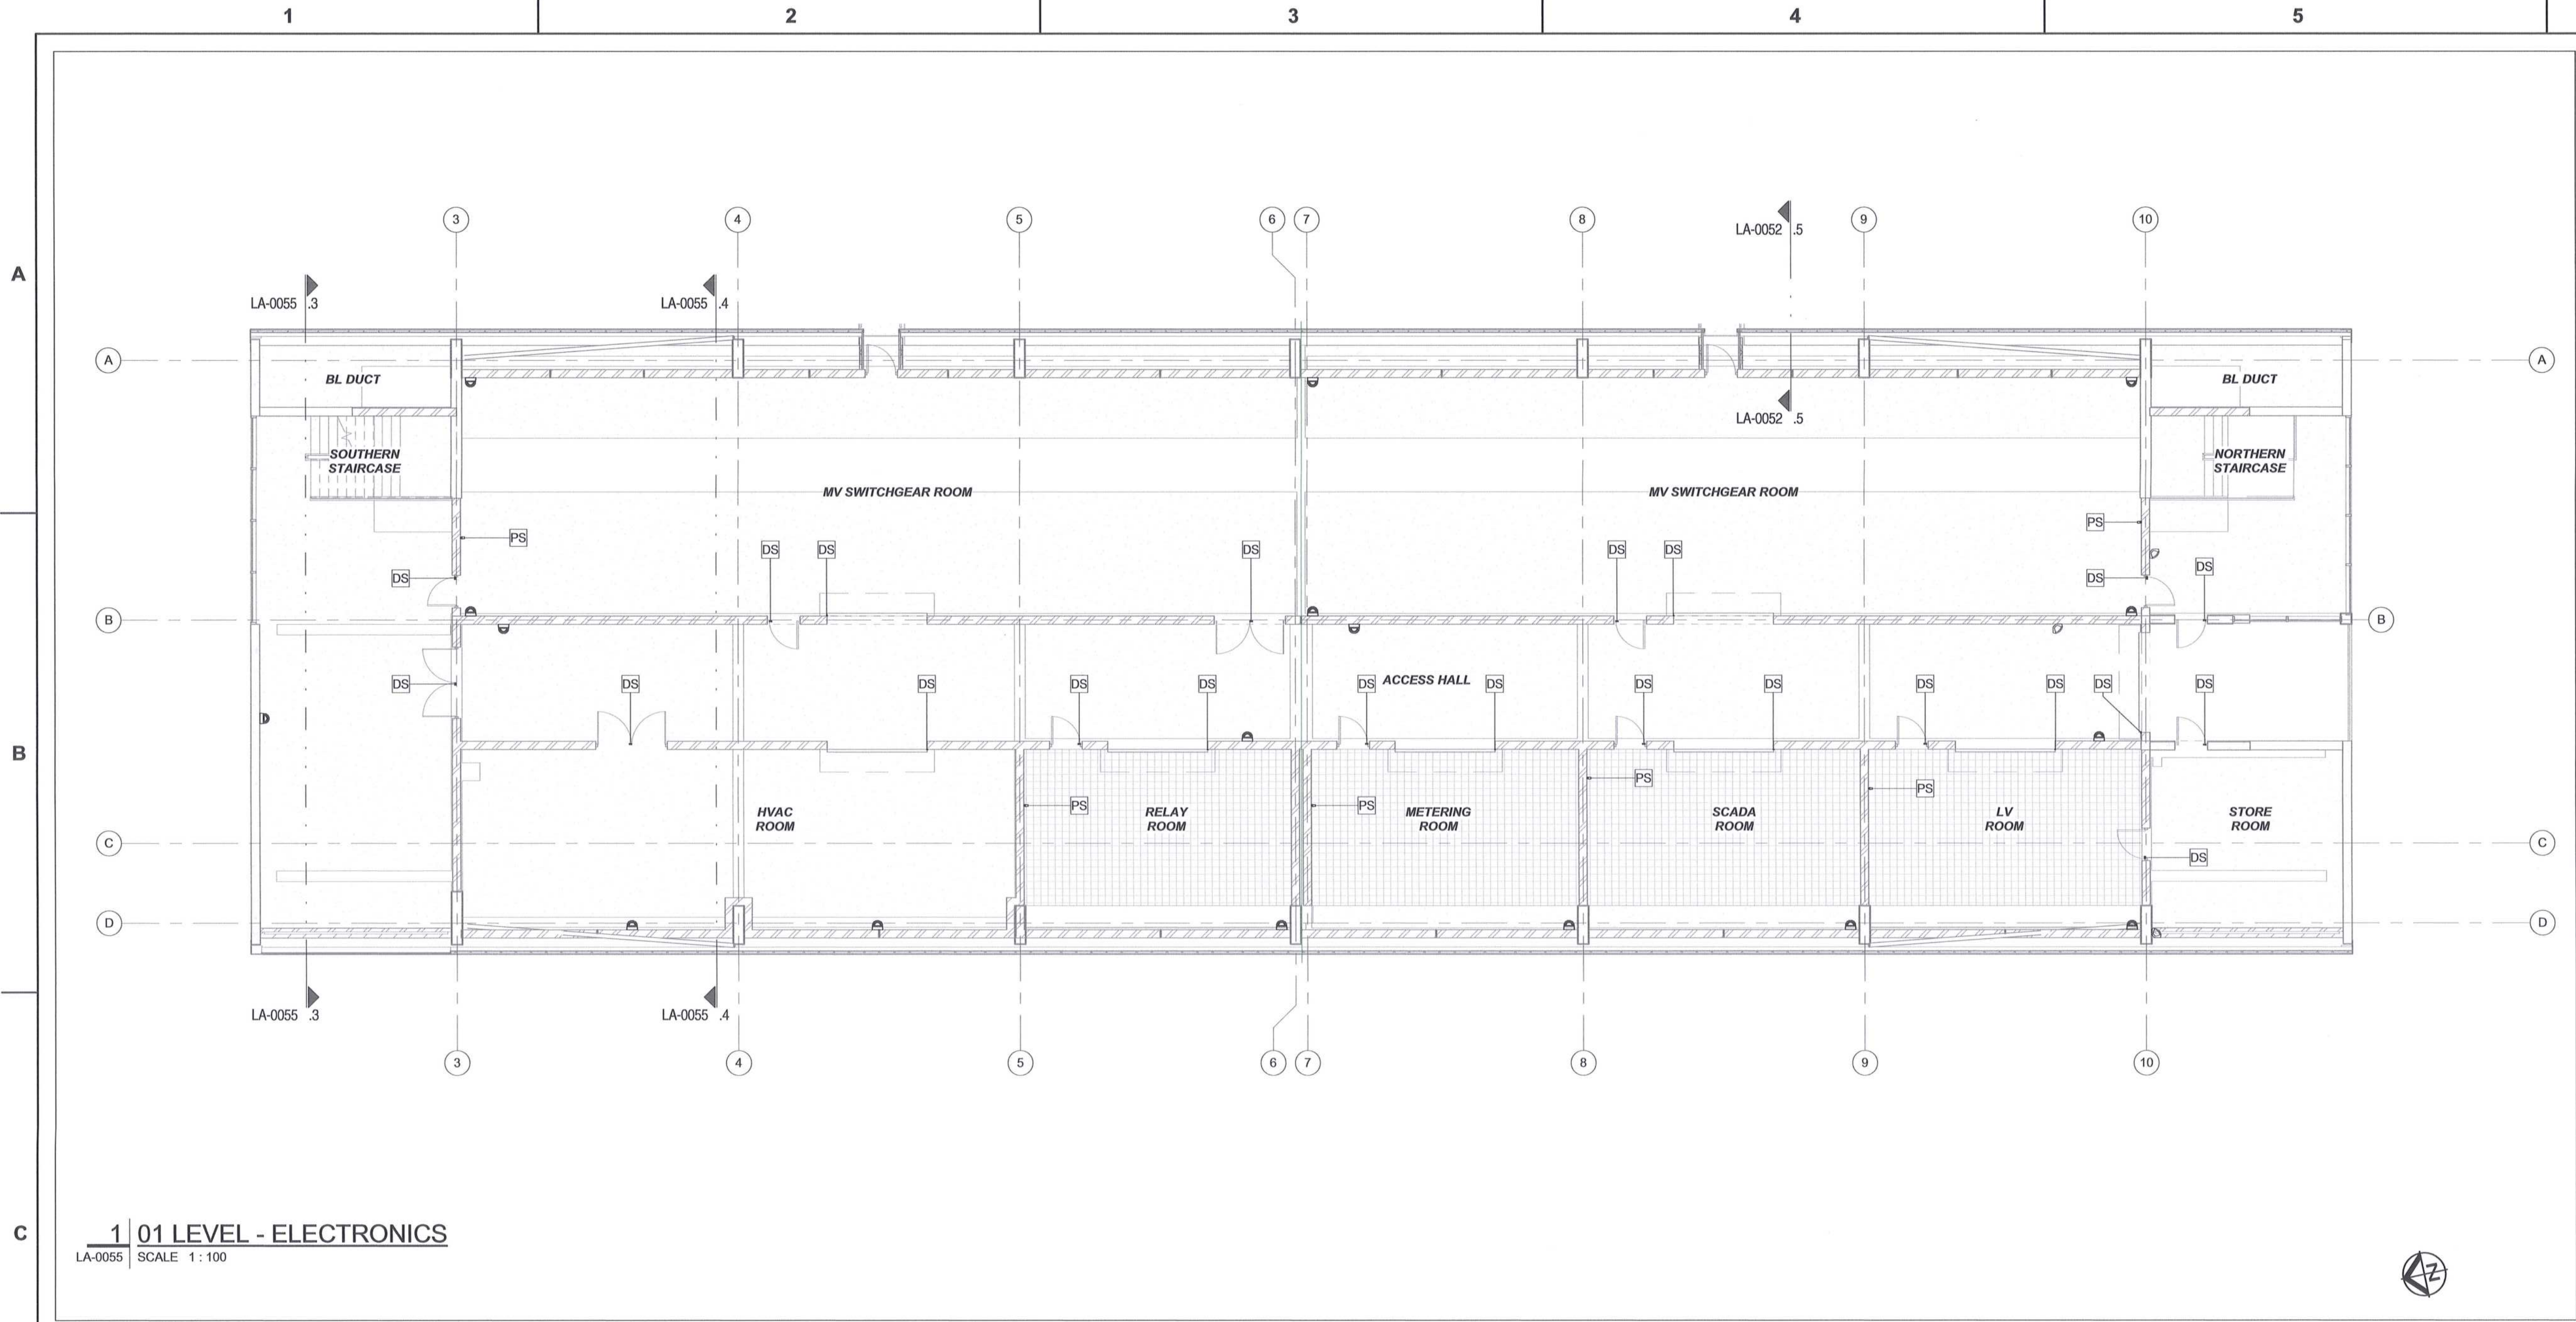 1 2 3 4 5
3 4 5 6 7 8 9 10
LA-0052 .5
A
LA-0055 .3 LA-0055 .4
A A
BL DUCT BL DUCT
LA-0052 .5
SOUTHERN
STAIRCASE
NORTHERN
STAIRCASE
MV SWITCHGEAR ROOM MV SWITCHGEAR ROOM
PS PS
DS DS DS DS DS
DS DS DS
B B
ACCESS HALL
DS DS DS DS DS DS DS DS DS DS DS DS DS
B
PS PS PS PS
HVAC
ROOM
RELAY
ROOM
METERING
ROOM
SCADA
ROOM
LV
ROOM
STORE
ROOM
C C
DS
D D
LA-0055 .3 LA-0055 .4
3 4 5 6 7 8 9 10
C
1 01 LEVEL - ELECTRONICS
LA-0055 SCALE 1 : 100
Z